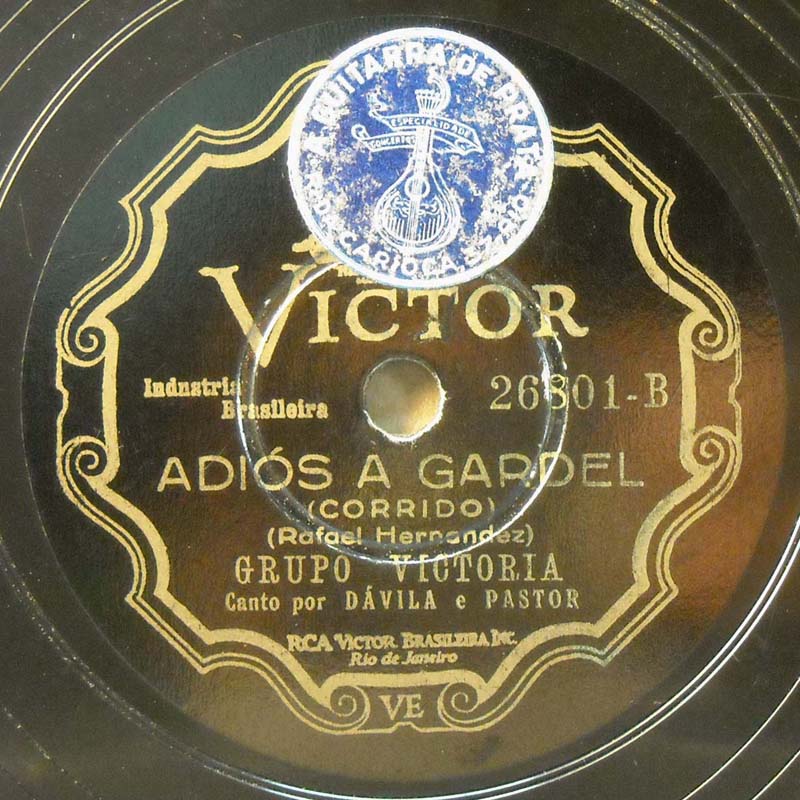 A GUITARRA DE PRATA
ESPECIALIDADE
CONCERTOS
CARIOCA
VICTOR
Industria
Brasileira
26801-B
ADIÓS A GARDEL
(CORRIDO)
(Rafael Hernandez)
GRUPO VICTORIA
Canto por DÁVILA e PASTOR
RCA VICTOR BRASILEIRA INC.
Rio de Janeiro
VE